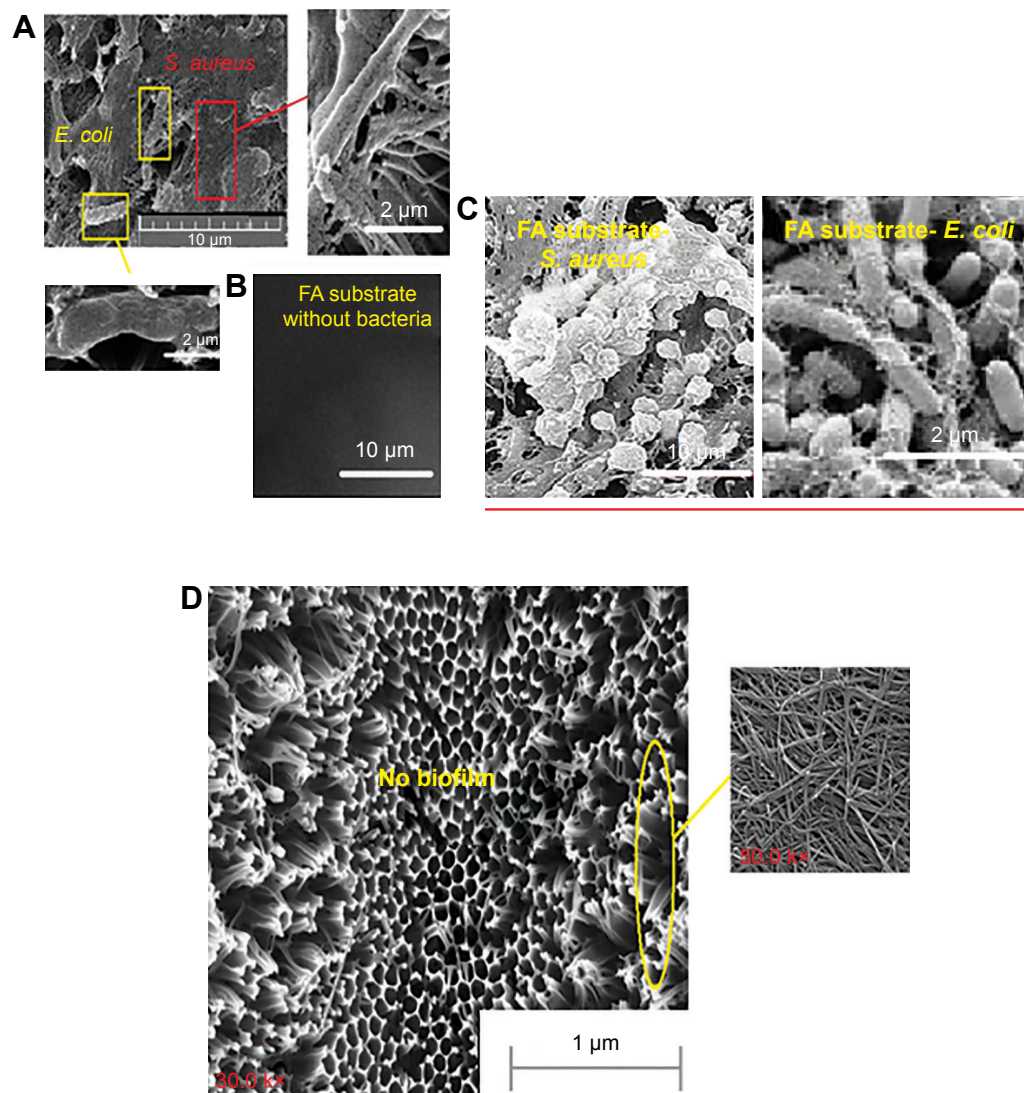 A
S. aureus
E. coli
10 µm
2 µm
2 µm
B
FA substrate
without bacteria
10 µm
C
FA substrate-
S. aureus
10 µm
FA substrate- E. coli
2 µm
D
No biofilm
30.0 k×
1 µm
50.0 k×